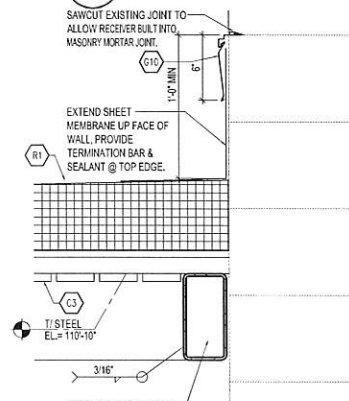 SAWCUT EXISTING JOINT TO
ALLOW RECEIVER BUILT INTO
MASONRY MORTAR JOINT.
G10
6"
1'-0" MIN
EXTEND SHEET
MEMBRANE UP FACE OF
WALL, PROVIDE
TERMINATION BAR &
SEALANT @ TOP EDGE.
R1
C3
T/ STEEL
EL.= 110'-10"
3/16"